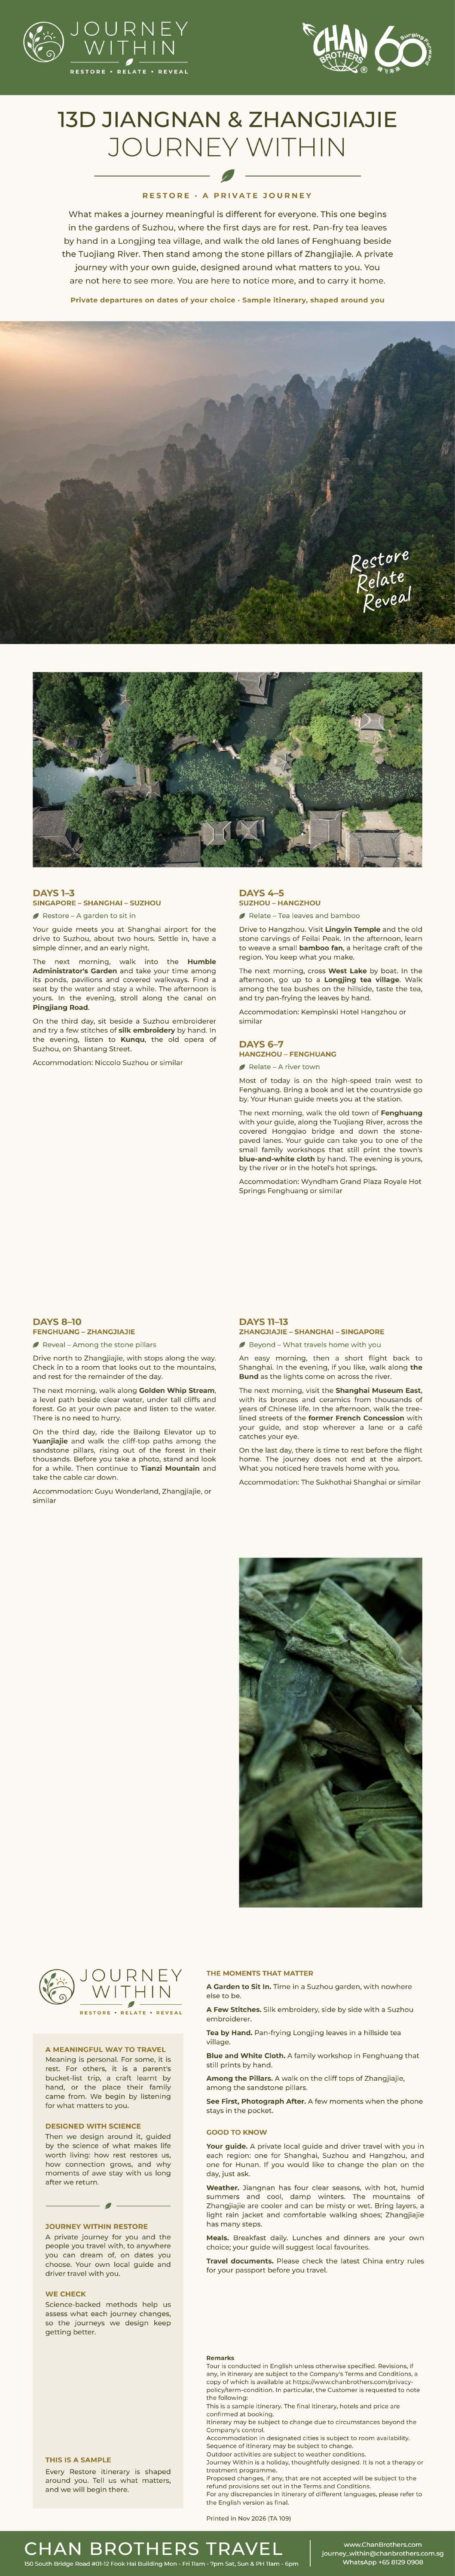 JOURNEY
WITHIN
RESTORE • RELATE • REVEAL
CHAN
BROTHERS
60
Surging Forward
13D JIANGNAN & ZHANGJIAJIE
JOURNEY WITHIN
RESTORE · A PRIVATE JOURNEY
What makes a journey meaningful is different for everyone. This one begins
in the gardens of Suzhou, where the first days are for rest. Pan-fry tea leaves
by hand in a Longjing tea village, and walk the old lanes of Fenghuang beside
the Tuojiang River. Then stand among the stone pillars of Zhangjiajie. A private
journey with your own guide, designed around what matters to you. You
are not here to see more. You are here to notice more, and to carry it home.
Private departures on dates of your choice · Sample itinerary, shaped around you
Restore
Relate
Reveal
DAYS 1–3
SINGAPORE – SHANGHAI – SUZHOU
Restore – A garden to sit in
Your guide meets you at Shanghai airport for the
drive to Suzhou, about two hours. Settle in, have a
simple dinner, and an early night.
The next morning, walk into the Humble
Administrator's Garden and take your time among
its ponds, pavilions and covered walkways. Find a
seat by the water and stay a while. The afternoon is
yours. In the evening, stroll along the canal on
Pingjiang Road.
On the third day, sit beside a Suzhou embroiderer
and try a few stitches of silk embroidery by hand. In
the evening, listen to Kunqu, the old opera of
Suzhou, on Shantang Street.
Accommodation: Niccolo Suzhou or similar
DAYS 4–5
SUZHOU – HANGZHOU
Relate – Tea leaves and bamboo
Drive to Hangzhou. Visit Lingyin Temple and the old
stone carvings of Feilai Peak. In the afternoon, learn
to weave a small bamboo fan, a heritage craft of the
region. You keep what you make.
The next morning, cross West Lake by boat. In the
afternoon, go up to a Longjing tea village. Walk
among the tea bushes on the hillside, taste the tea,
and try pan-frying the leaves by hand.
Accommodation: Kempinski Hotel Hangzhou or
similar
DAYS 6–7
HANGZHOU – FENGHUANG
Relate – A river town
Most of today is on the high-speed train west to
Fenghuang. Bring a book and let the countryside go
by. Your Hunan guide meets you at the station.
The next morning, walk the old town of Fenghuang
with your guide, along the Tuojiang River, across the
covered Hongqiao bridge and down the stone-
paved lanes. Your guide can take you to one of the
small family workshops that still print the town's
blue-and-white cloth by hand. The evening is yours,
by the river or in the hotel's hot springs.
Accommodation: Wyndham Grand Plaza Royale Hot
Springs Fenghuang or similar
DAYS 8–10
FENGHUANG – ZHANGJIAJIE
Reveal – Among the stone pillars
Drive north to Zhangjiajie, with stops along the way.
Check in to a room that looks out to the mountains,
and rest for the remainder of the day.
The next morning, walk along Golden Whip Stream,
a level path beside clear water, under tall cliffs and
forest. Go at your own pace and listen to the water.
There is no need to hurry.
On the third day, ride the Bailong Elevator up to
Yuanjiajie and walk the cliff-top paths among the
sandstone pillars, rising out of the forest in their
thousands. Before you take a photo, stand and look
for a while. Then continue to Tianzi Mountain and
take the cable car down.
Accommodation: Guyu Wonderland, Zhangjiajie, or
similar
DAYS 11–13
ZHANGJIAJIE – SHANGHAI – SINGAPORE
Beyond – What travels home with you
An easy morning, then a short flight back to
Shanghai. In the evening, if you like, walk along the
Bund as the lights come on across the river.
The next morning, visit the Shanghai Museum East,
with its bronzes and ceramics from thousands of
years of Chinese life. In the afternoon, walk the tree-
lined streets of the former French Concession with
your guide, and stop wherever a lane or a café
catches your eye.
On the last day, there is time to rest before the flight
home. The journey does not end at the airport.
What you noticed here travels home with you.
Accommodation: The Sukhothai Shanghai or similar
JOURNEY
WITHIN
RESTORE • RELATE • REVEAL
A MEANINGFUL WAY TO TRAVEL
Meaning is personal. For some, it is
rest. For others, it is a parent's
bucket-list trip, a craft learnt by
hand, or the place their family
came from. We begin by listening
for what matters to you.
DESIGNED WITH SCIENCE
Then we design around it, guided
by the science of what makes life
worth living: how rest restores us,
how connection grows, and why
moments of awe stay with us long
after we return.
JOURNEY WITHIN RESTORE
A private journey for you and the
people you travel with, to anywhere
you can dream of, on dates you
choose. Your own local guide and
driver travel with you.
WE CHECK
Science-backed methods help us
assess what each journey changes,
so the journeys we design keep
getting better.
THIS IS A SAMPLE
Every Restore itinerary is shaped
around you. Tell us what matters,
and we will begin there.
THE MOMENTS THAT MATTER
A Garden to Sit In. Time in a Suzhou garden, with nowhere
else to be.
A Few Stitches. Silk embroidery, side by side with a Suzhou
embroiderer.
Tea by Hand. Pan-frying Longjing leaves in a hillside tea
village.
Blue and White Cloth. A family workshop in Fenghuang that
still prints by hand.
Among the Pillars. A walk on the cliff tops of Zhangjiajie,
among the sandstone pillars.
See First, Photograph After. A few moments when the phone
stays in the pocket.
GOOD TO KNOW
Your guide. A private local guide and driver travel with you in
each region: one for Shanghai, Suzhou and Hangzhou, and
one for Hunan. If you would like to change the plan on the
day, just ask.
Weather. Jiangnan has four clear seasons, with hot, humid
summers and cool, damp winters. The mountains of
Zhangjiajie are cooler and can be misty or wet. Bring layers, a
light rain jacket and comfortable walking shoes; Zhangjiajie
has many steps.
Meals. Breakfast daily. Lunches and dinners are your own
choice; your guide will suggest local favourites.
Travel documents. Please check the latest China entry rules
for your passport before you travel.
Remarks
Tour is conducted in English unless otherwise specified. Revisions, if
any, in itinerary are subject to the Company's Terms and Conditions, a
copy of which is available at https://www.chanbrothers.com/privacy-
policy/term-condition. In particular, the Customer is requested to note
the following:
This is a sample itinerary. The final itinerary, hotels and price are
confirmed at booking.
Itinerary may be subject to change due to circumstances beyond the
Company's control.
Accommodation in designated cities is subject to room availability.
Sequence of itinerary may be subject to change.
Outdoor activities are subject to weather conditions.
Journey Within is a holiday, thoughtfully designed. It is not a therapy or
treatment programme.
Proposed changes, if any, that are not accepted will be subject to the
refund provisions set out in the Terms and Conditions.
For any discrepancies in itinerary of different languages, please refer to
the English version as final.
Printed in Nov 2026 (TA 109)
CHAN BROTHERS TRAVEL
150 South Bridge Road #01-12 Fook Hai Building Mon - Fri 11am - 7pm Sat, Sun & PH 11am - 6pm
www.ChanBrothers.com
journey_within@chanbrothers.com.sg
WhatsApp +65 8129 0908